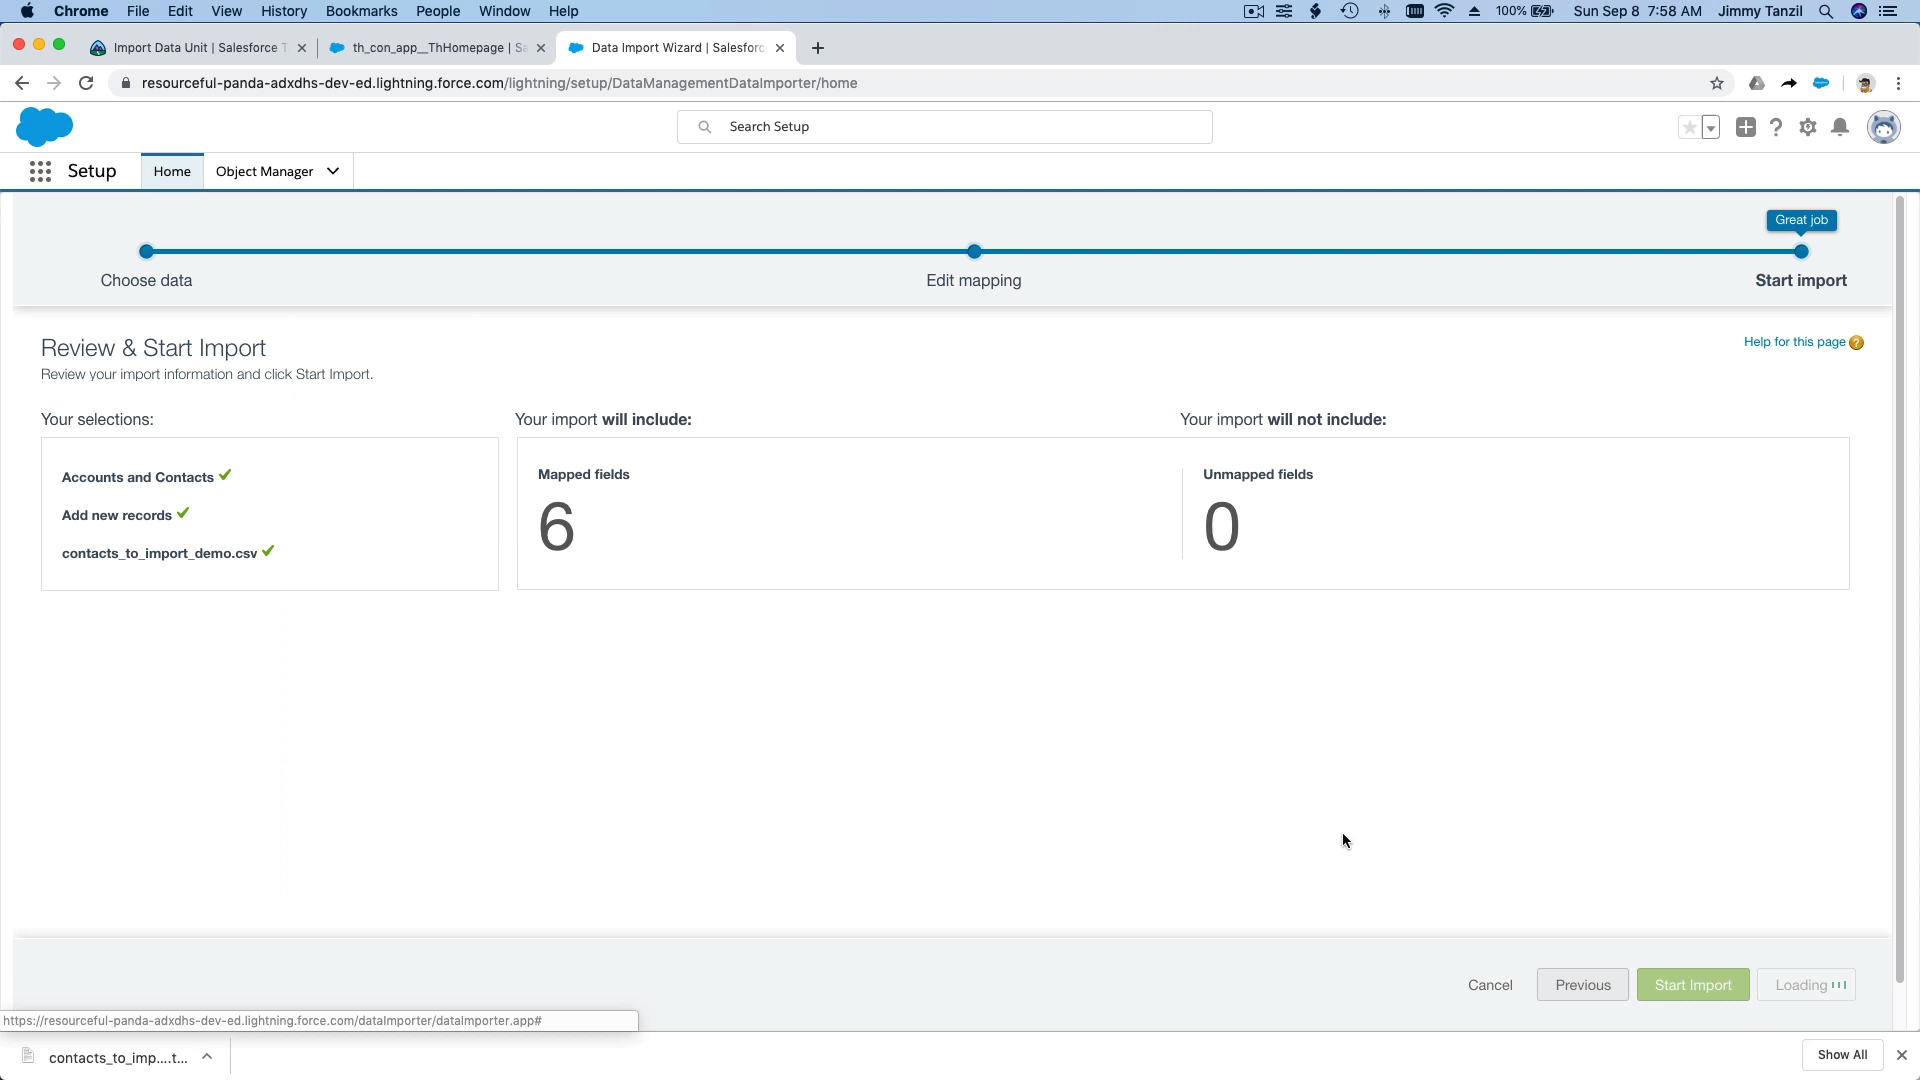 Chrome File Edit View History Bookmarks People Window Help 100% Sun Sep 8 7:58 AM Jimmy Tanzil
Import Data Unit | Salesforce T th_con_app__ThHomepage | Sa Data Import Wizard | Salesforc
resourceful-panda-adxdhs-dev-ed.lightning.force.com/lightning/setup/DataManagementDataImporter/home
Search Setup
Setup Home Object Manager
Great job
Choose data Edit mapping Start import
Review & Start Import
Help for this page ?
Review your import information and click Start Import.
Your selections: Your import will include: Your import will not include:
Accounts and Contacts Mapped fields Unmapped fields
Add new records 6 0
contacts_to_import_demo.csv
Cancel Previous Start Import Loading
https://resourceful-panda-adxdhs-dev-ed.lightning.force.com/dataImporter/dataImporter.app#
contacts_to_imp....t... Show All